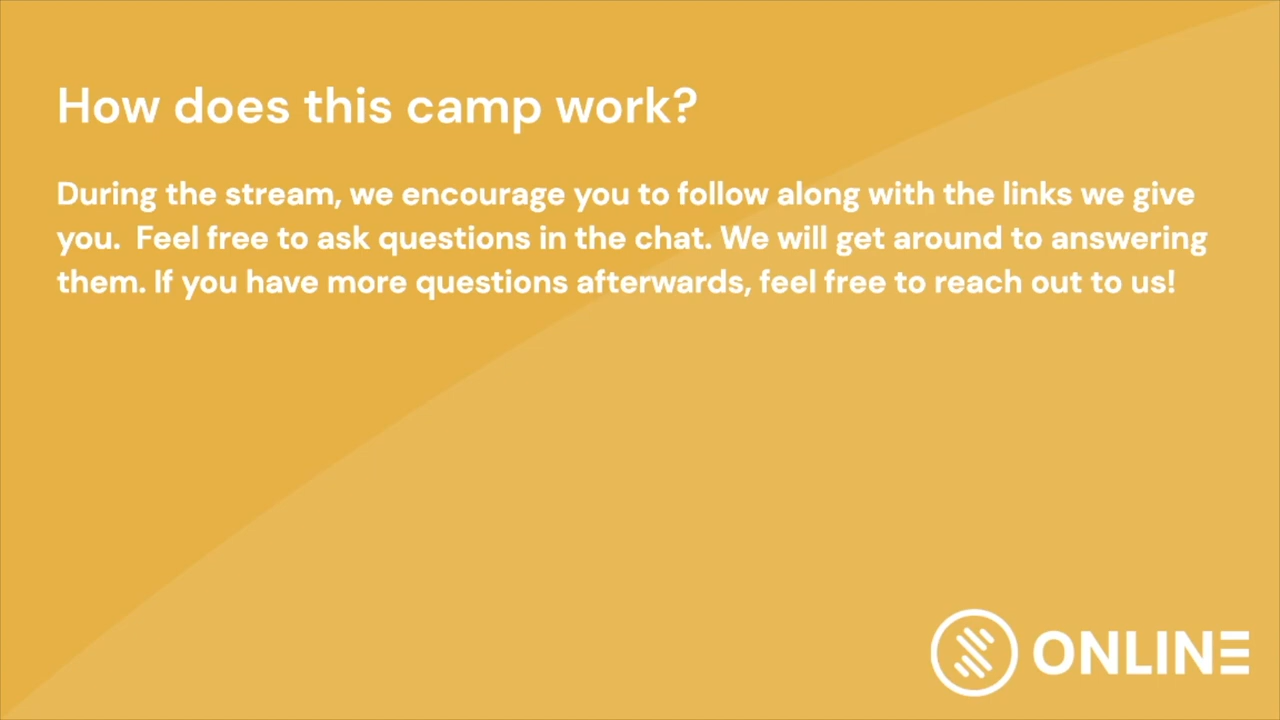 How does this camp work?
During the stream, we encourage you to follow along with the links we give
you.  Feel free to ask questions in the chat. We will get around to answering
them. If you have more questions afterwards, feel free to reach out to us!
ONLINE